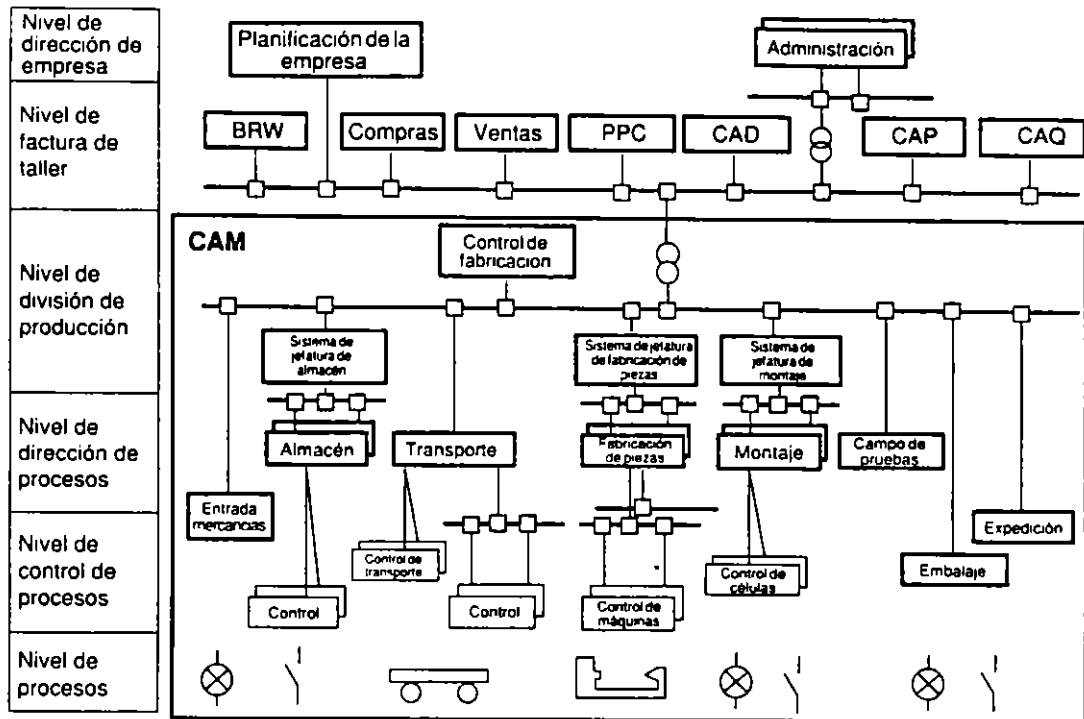 Nivel de
dirección de
empresa
Planificación de la
empresa
Administración
Nivel de
factura de
taller
BRW
Compras
Ventas
PPC
CAD
CAP
CAQ
Nivel de
división de
producción
CAM
Control de
fabricacion
Sistema de
jefatura de
almacén
Sistema de jefatura
de fabricación de
piezas
Sistema de
jefatura de
montaje
Nivel de
dirección de
procesos
Almacén
Transporte
Fabricación
de piezas
Montaje
Campo de
pruebas
Entrada
mercancias
Expedición
Nivel de
control de
procesos
Control de
transporte
Control
Control
Control de
máquinas
Control de
células
Embalaje
Nivel de
procesos